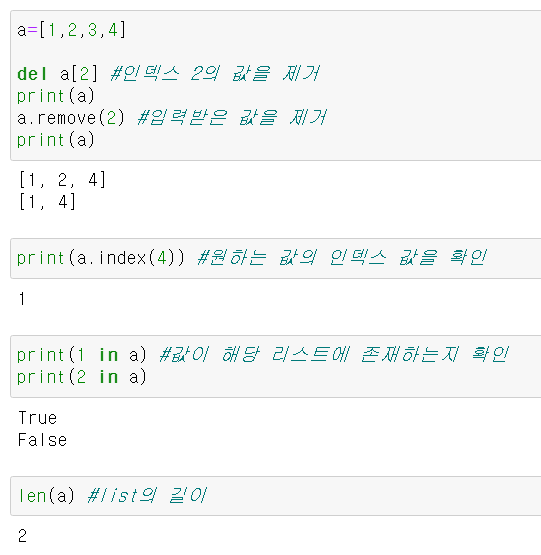 a=[1,2,3,4]
del a[2] #인덱스 2의 값을 제거
print(a)
a.remove(2) #입력받은 값을 제거
print(a)
[1, 2, 4]
[1, 4]
print(a.index(4)) #원하는 값의 인덱스 값을 확인
1
print(1 in a) #값이 해당 리스트에 존재하는지 확인
print(2 in a)
True
False
len(a) #list의 길이
2